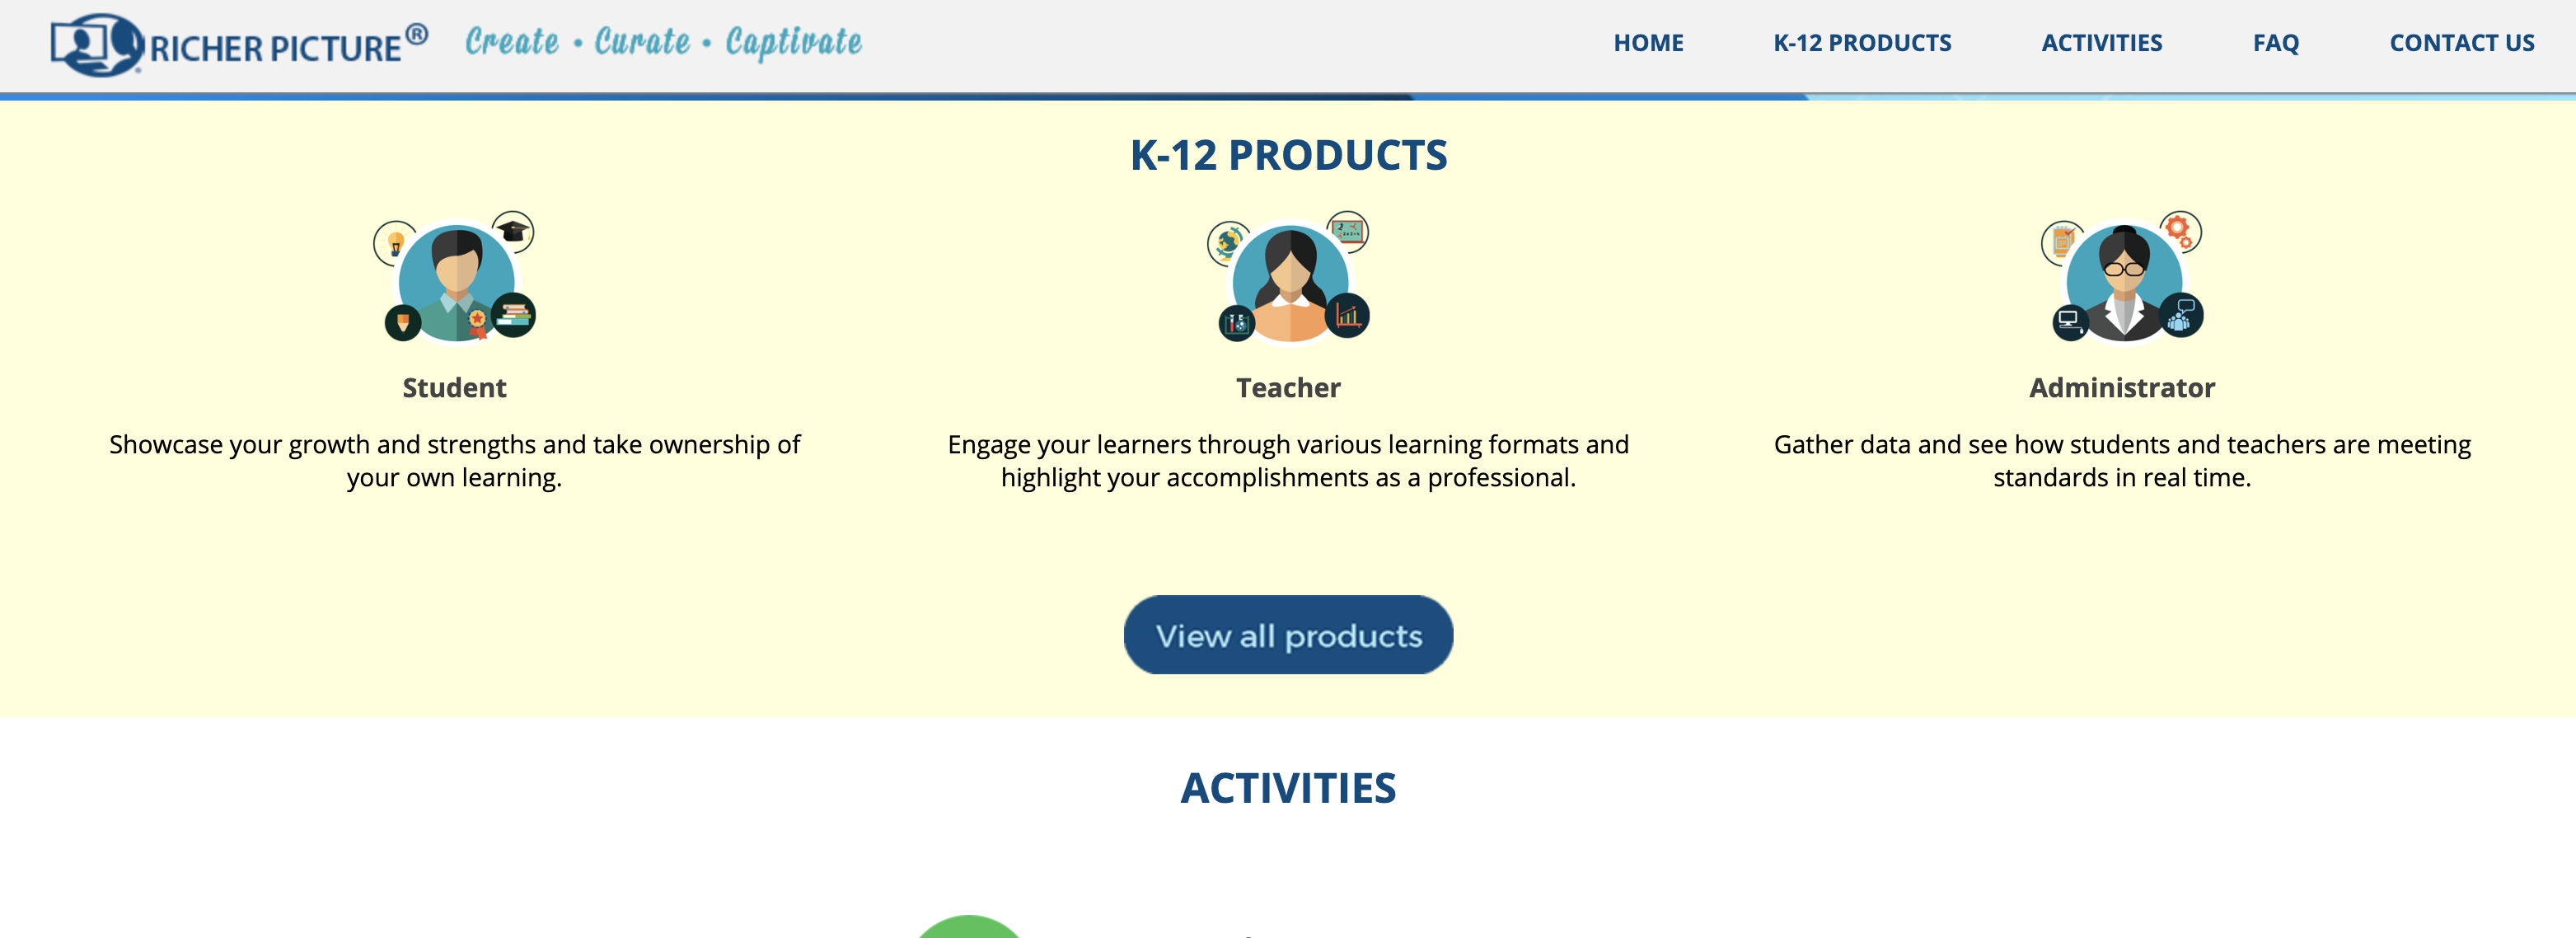 RICHER PICTURE®
Create • Curate • Captivate
HOME
K-12 PRODUCTS
ACTIVITIES
FAQ
CONTACT US
K-12 PRODUCTS
Student
Showcase your growth and strengths and take ownership of
your own learning.
Teacher
Engage your learners through various learning formats and
highlight your accomplishments as a professional.
Administrator
Gather data and see how students and teachers are meeting
standards in real time.
View all products
ACTIVITIES